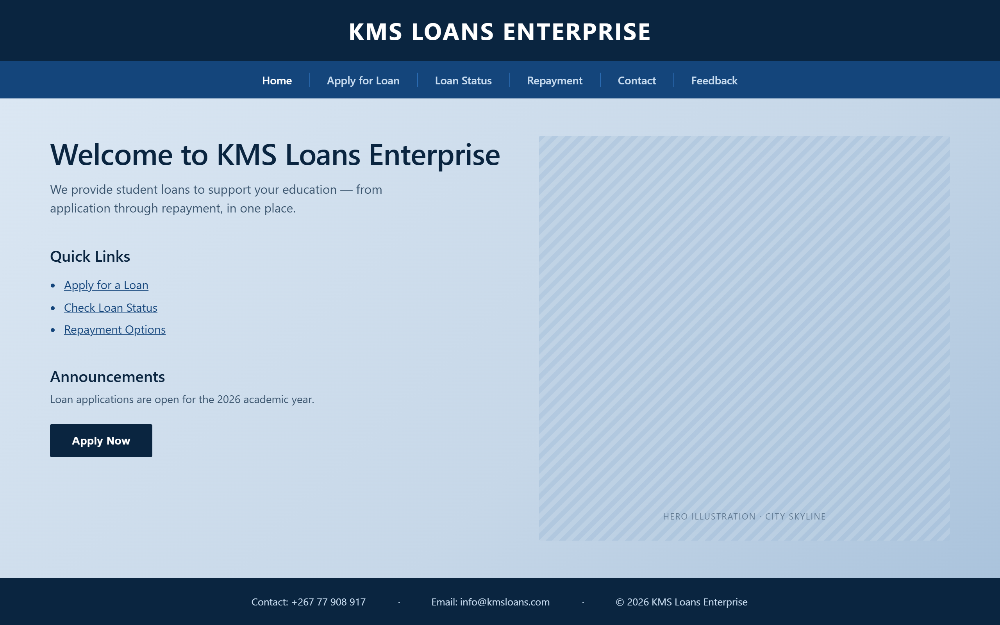 KMS LOANS ENTERPRISE
Home
Apply for Loan
Loan Status
Repayment
Contact
Feedback
Welcome to KMS Loans Enterprise
We provide student loans to support your education — from
application through repayment, in one place.
Quick Links
• Apply for a Loan
• Check Loan Status
• Repayment Options
Announcements
Loan applications are open for the 2026 academic year.
Apply Now
HERO ILLUSTRATION · CITY SKYLINE
Contact: +267 77 908 917 · Email: info@kmsloans.com · © 2026 KMS Loans Enterprise